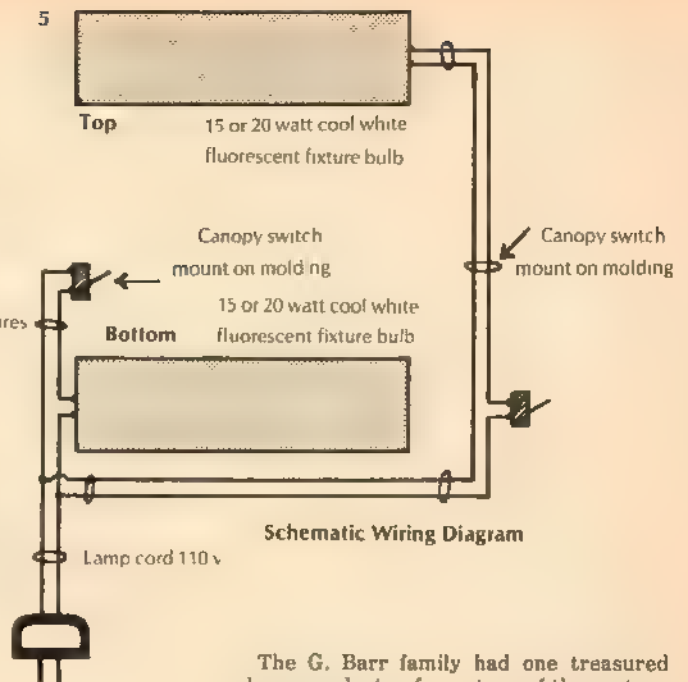 5
Top
15 or 20 watt cool white
fluorescent fixture bulb
Canopy switch
mount on molding
Canopy switch
mount on molding
15 or 20 watt cool white
fluorescent fixture bulb
Bottom
Schematic Wiring Diagram
Lamp cord 110 v
The G. Barr family had one treasured